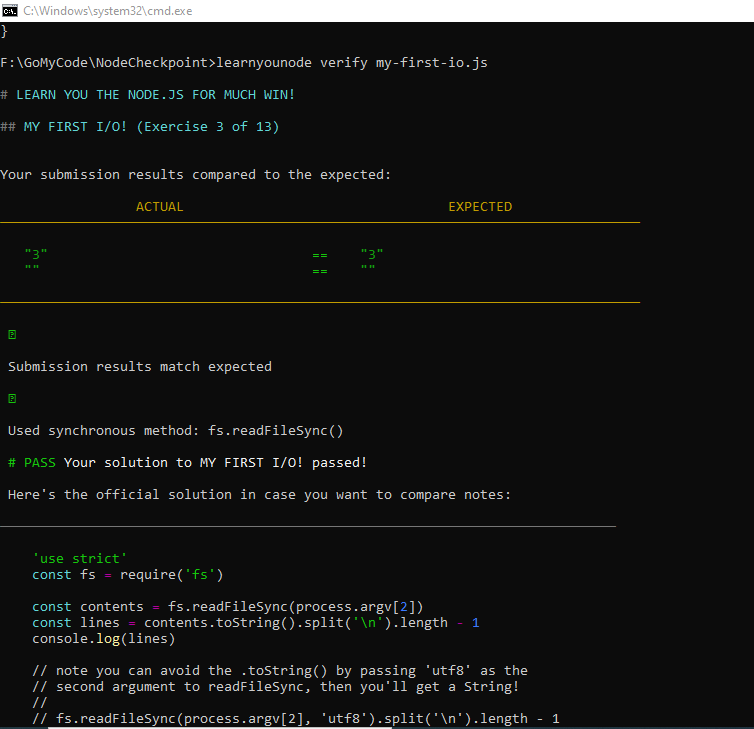 C:\Windows\system32\cmd.exe
}
F:\GoMyCode\NodeCheckpoint>learnyounode verify my-first-io.js
# LEARN YOU THE NODE.JS FOR MUCH WIN!
## MY FIRST I/O! (Exercise 3 of 13)
Your submission results compared to the expected:
ACTUAL EXPECTED
"3" == "3"
"" == ""
Submission results match expected
Used synchronous method: fs.readFileSync()
# PASS Your solution to MY FIRST I/O! passed!
Here's the official solution in case you want to compare notes:
'use strict'
const fs = require('fs')
const contents = fs.readFileSync(process.argv[2])
const lines = contents.toString().split('\n').length - 1
console.log(lines)
// note you can avoid the .toString() by passing 'utf8' as the
// second argument to readFileSync, then you'll get a String!
//
// fs.readFileSync(process.argv[2], 'utf8').split('\n').length - 1